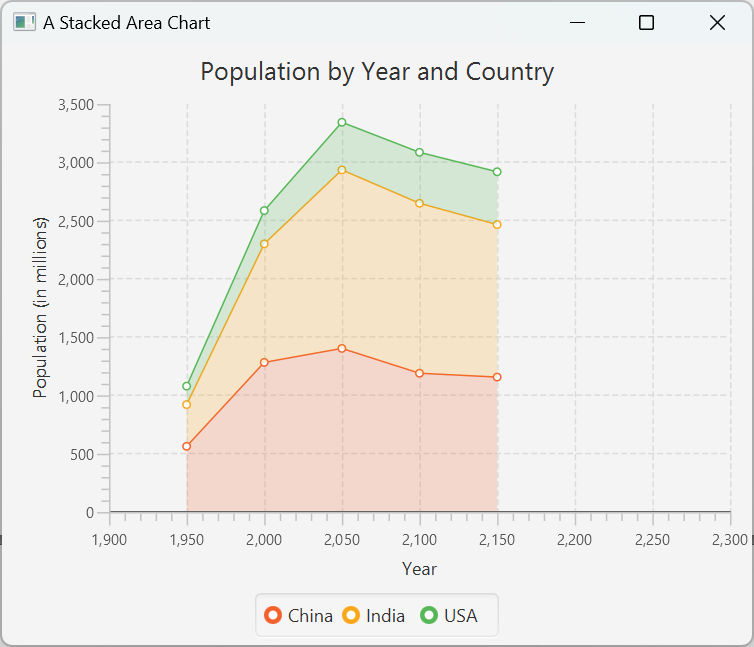 A Stacked Area Chart
Population by Year and Country
Population (in millions)
3,500
3,000
2,500
2,000
1,500
1,000
500
0
1,900 1,950 2,000 2,050 2,100 2,150 2,200 2,250 2,300
Year
China India USA